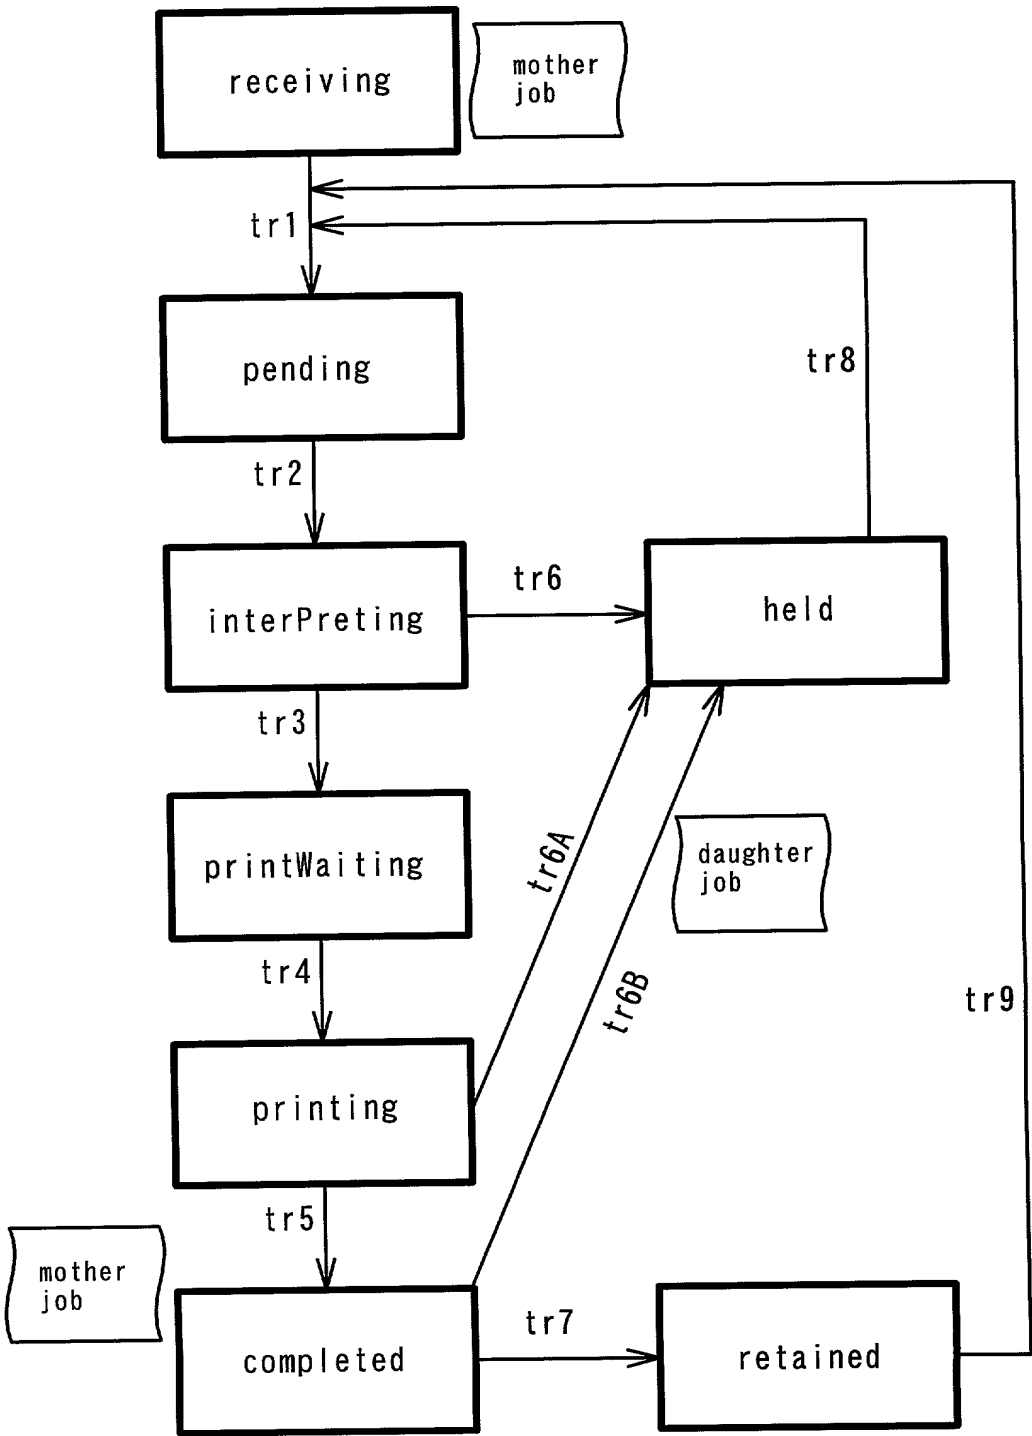 receiving
mother
job
tr1
pending
tr8
tr2
interPreting
tr6
held
tr3
printWaiting
tr6A
daughter
job
tr4
tr6B
tr9
printing
tr5
mother
job
completed
tr7
retained